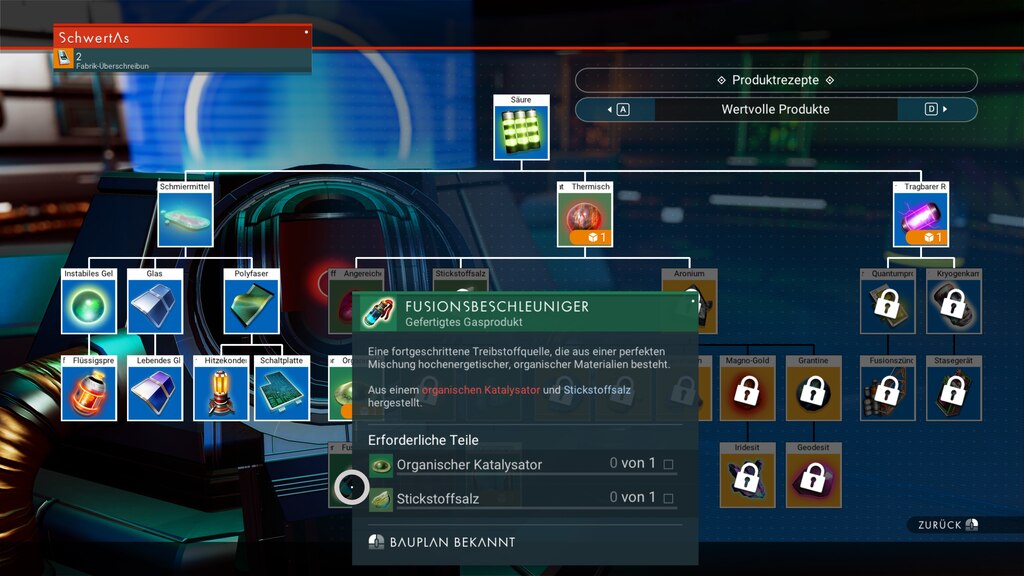 SchwertAs
2
Fabrik-Überschreibun
Produktrezepte
A
Wertvolle Produkte
D
Säure
Schmiermittel
Thermisch
1
Tragbarer R
1
Instabiles Gel
Glas
Polyfaser
Angereiche
Stickstoffsalz
Aronium
Quantumpro
Kryogenkam
FUSIONSBESCHLEUNIGER
Gefertigtes Gasprodukt
Eine fortgeschrittene Treibstoffquelle, die aus einer perfekten
Mischung hochenergetischer, organischer Materialien besteht.
Aus einem organischen Katalysator und Stickstoffsalz
hergestellt.
Flüssigspre
Lebendes Gl
Hitzekonde
Schaltplatte
Magno-Gold
Grantine
Fusionszünd
Stasegerät
Erforderliche Teile
Organischer Katalysator
0 von 1
Stickstoffsalz
0 von 1
Iridesit
Geodesit
BAUPLAN BEKANNT
ZURÜCK